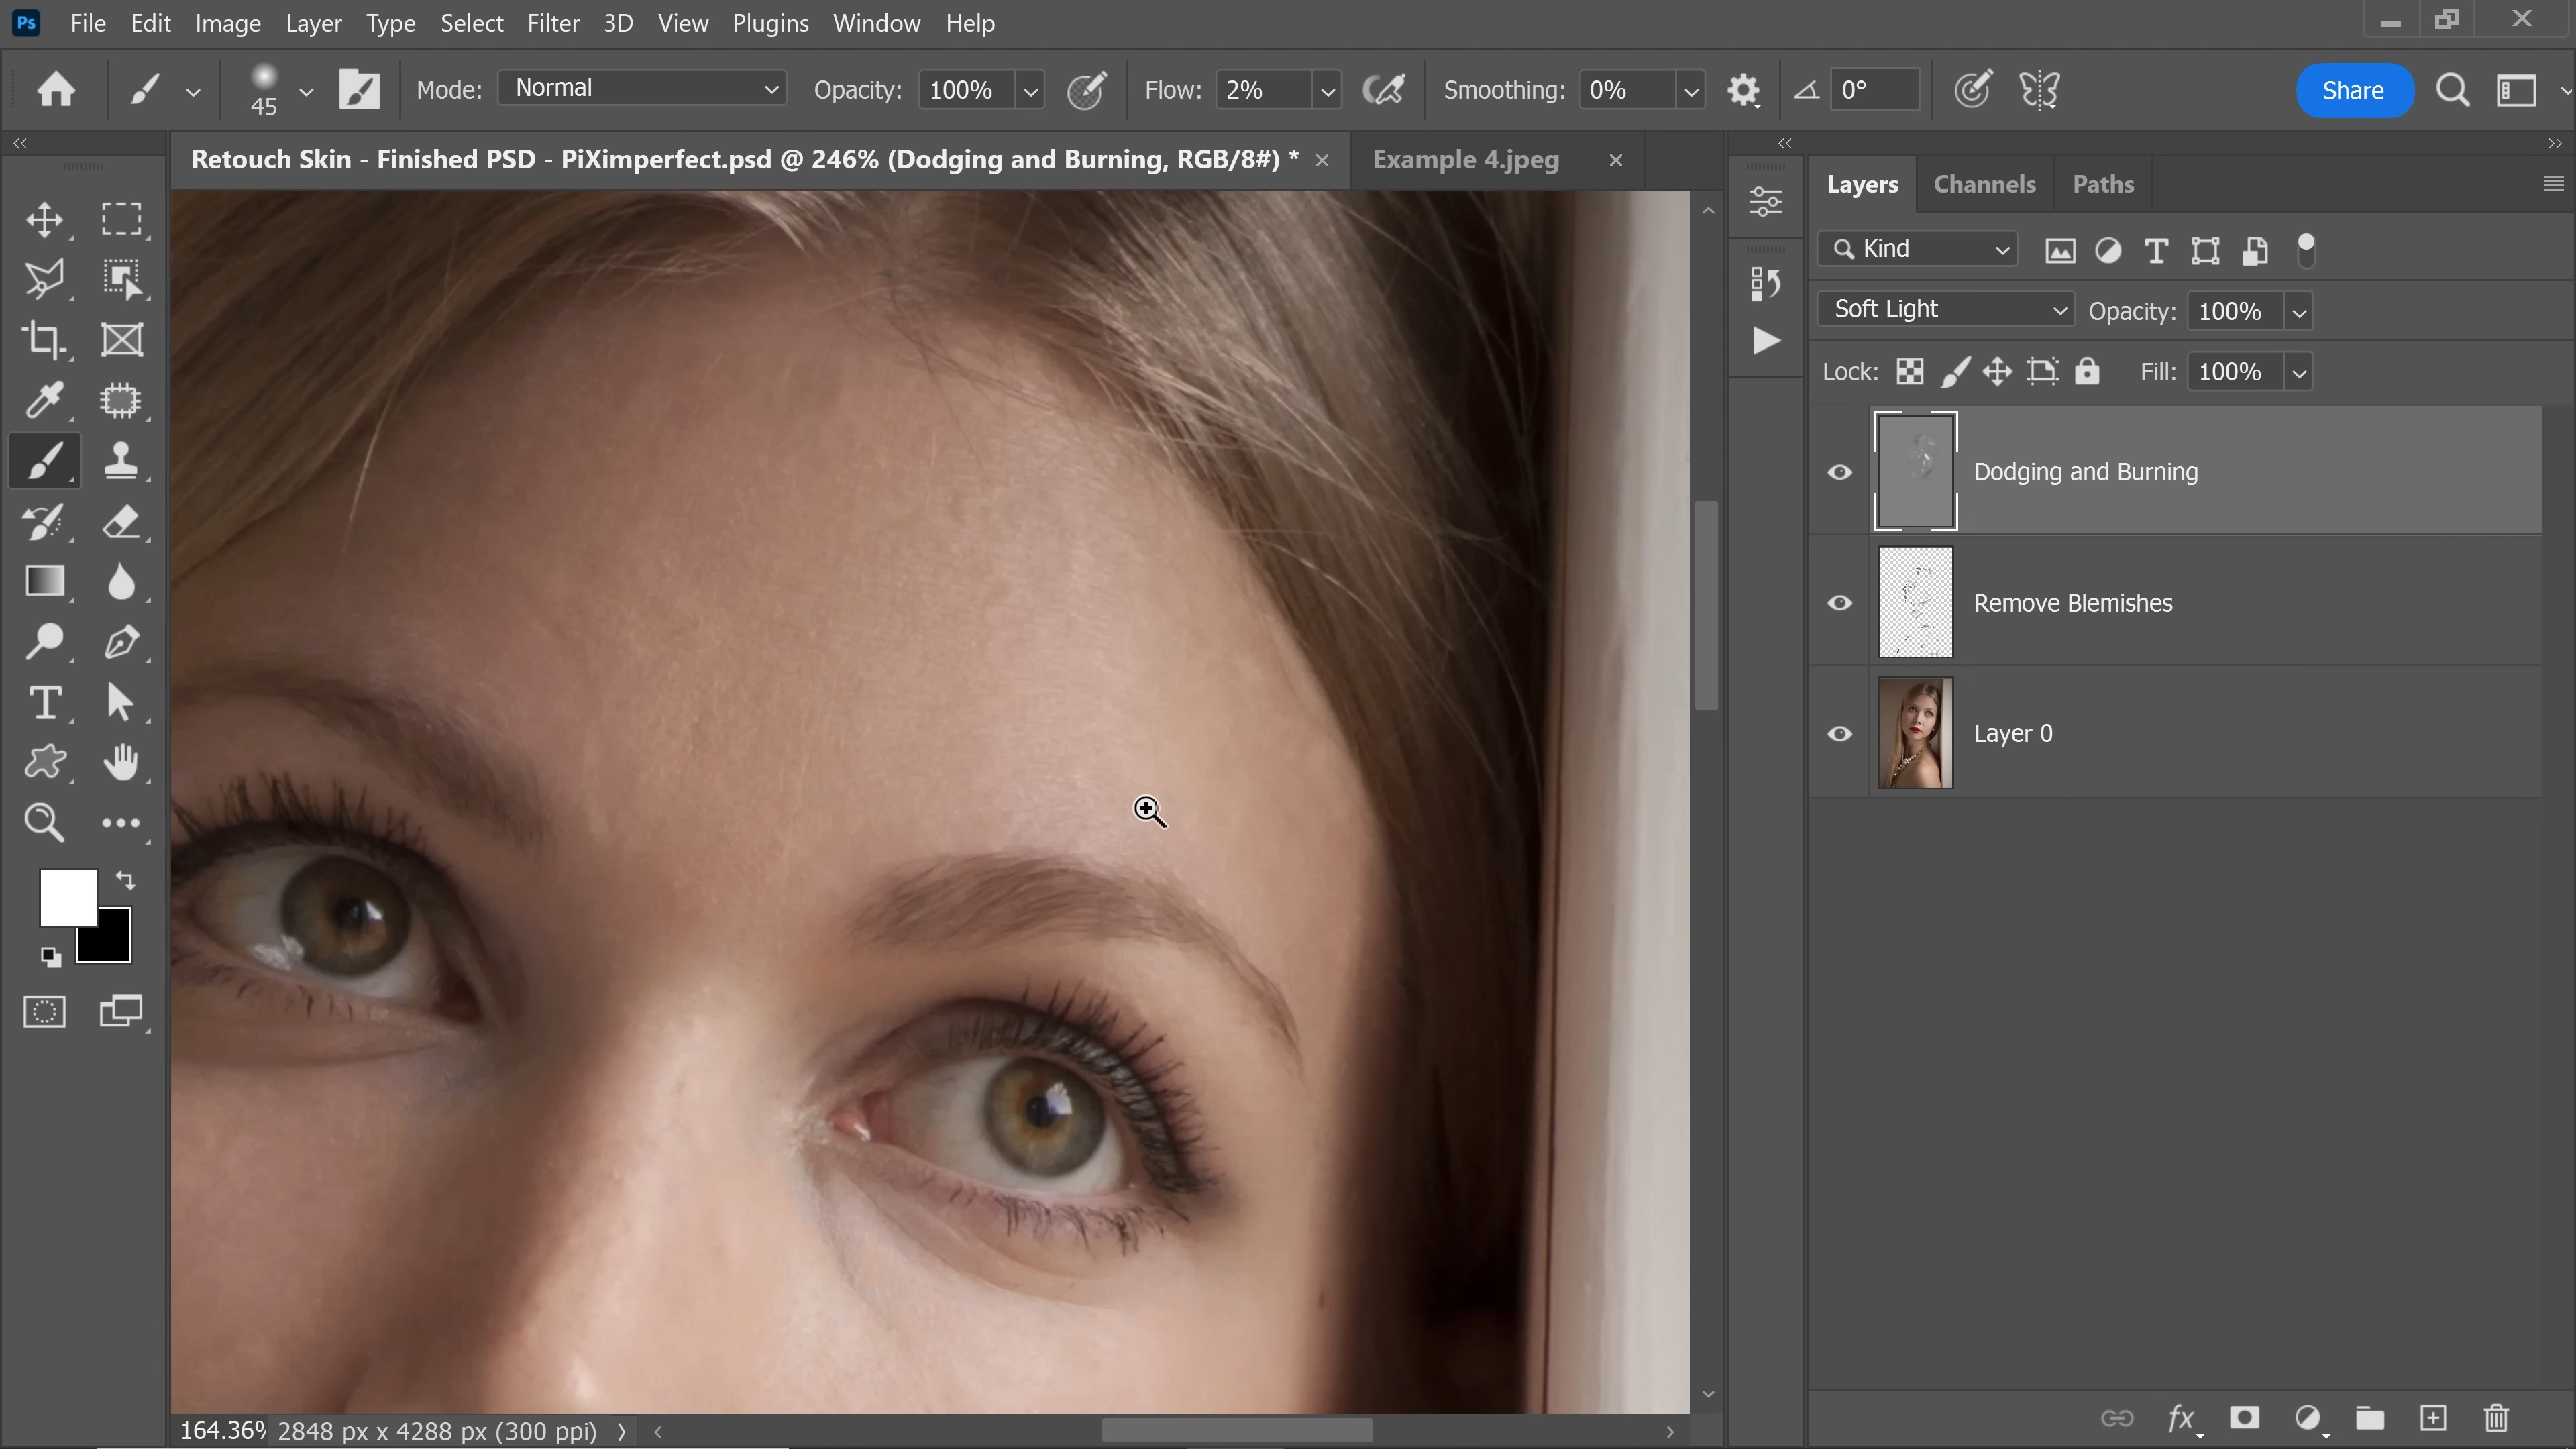 Ps File Edit Image Layer Type Select Filter 3D View Plugins Window Help
45 Mode: Normal Opacity: 100% Flow: 2% Smoothing: 0% 0° Share
Retouch Skin - Finished PSD - PiXimperfect.psd @ 246% (Dodging and Burning, RGB/8#) * Example 4.jpeg
Layers Channels Paths
Kind
Soft Light Opacity: 100%
Lock: Fill: 100%
Dodging and Burning
Remove Blemishes
Layer 0
fx
164.36% 2848 px x 4288 px (300 ppi)